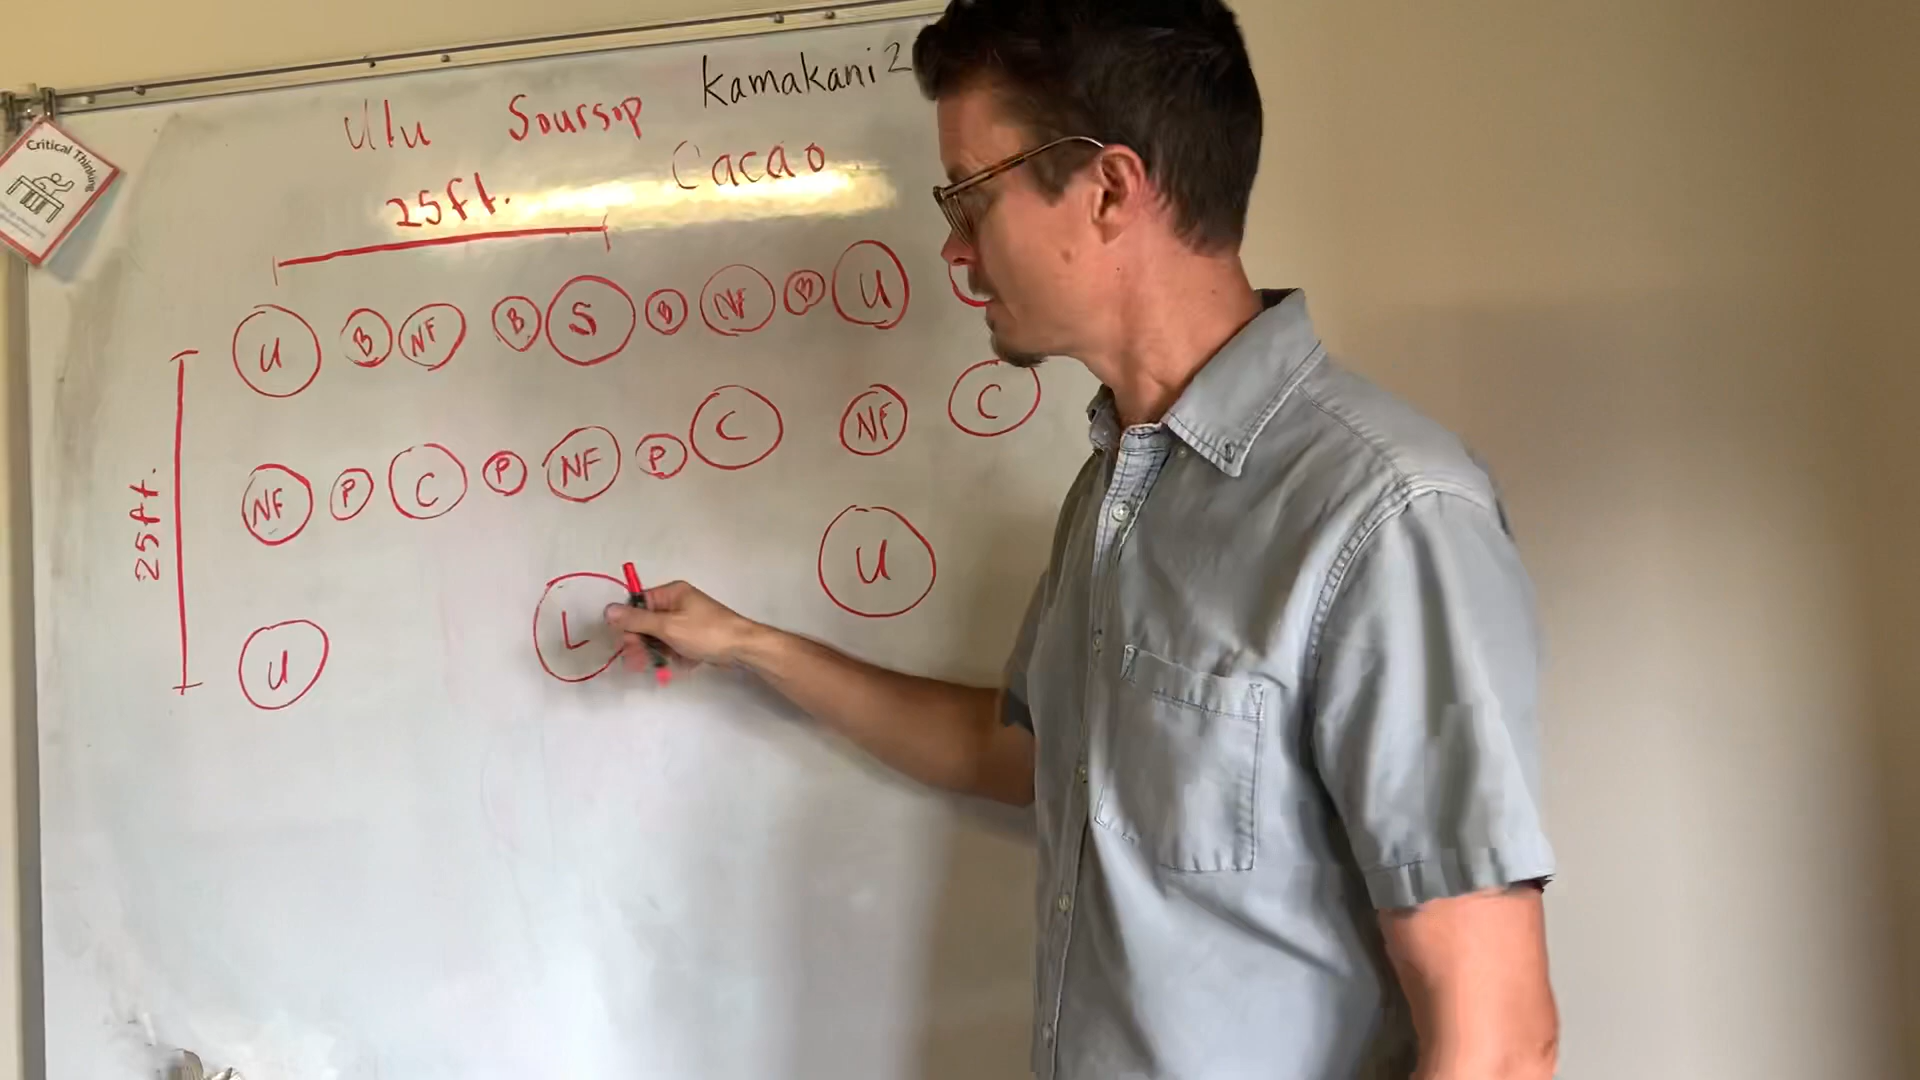 Kamakani 2
Ulu Soursop
Cacao
25ft.
Critical Thinking
U B NF B S B NF B U
NF P C P NF P C NF C
25ft.
U L U